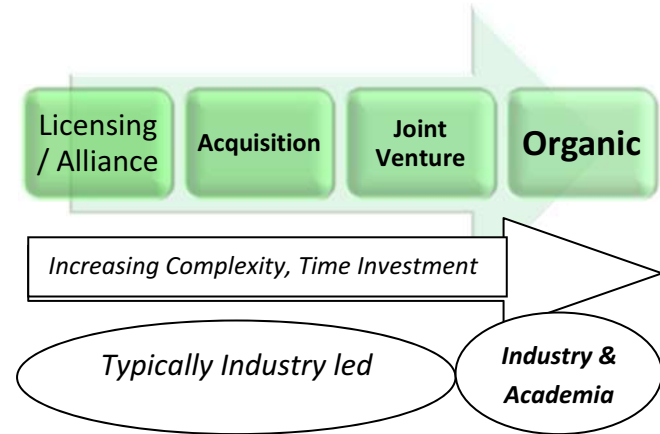 Licensing
/ Alliance
Acquisition
Joint
Venture
Organic
Increasing Complexity, Time Investment
Typically Industry led
Industry &
Academia